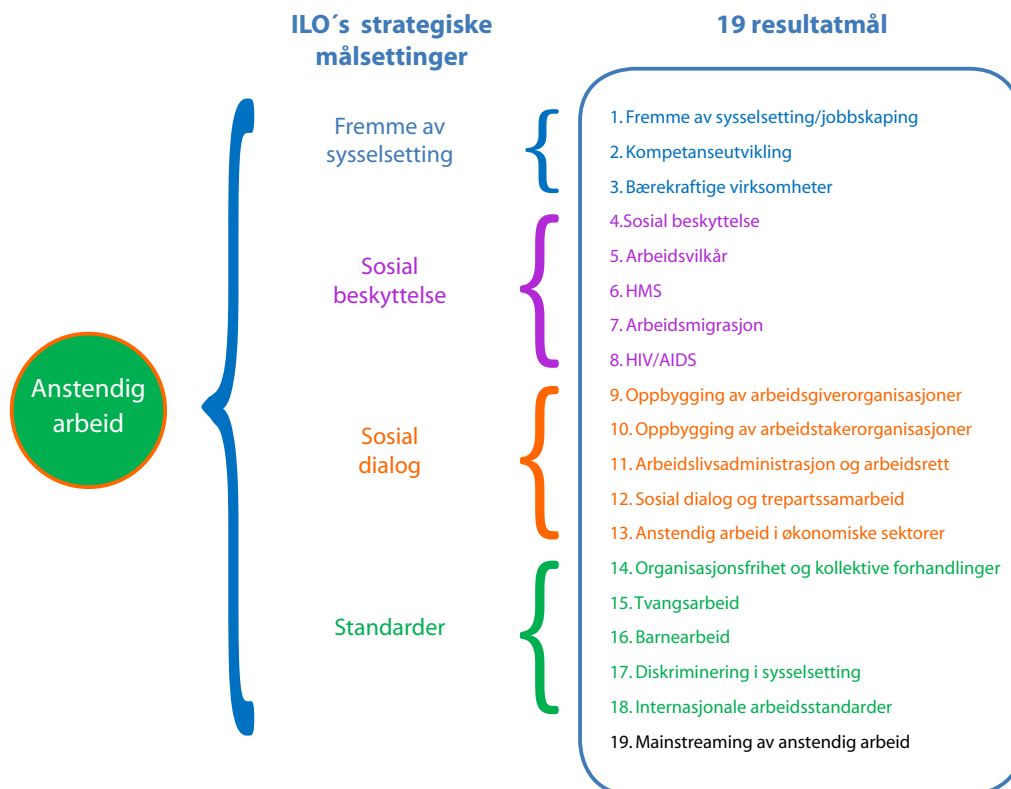 ILO´s strategiske
målsettinger
19 resultatmål
Anstendig
arbeid
Fremme av
sysselsetting
Sosial
beskyttelse
Sosial
dialog
Standarder
1. Fremme av sysselsetting/jobbskaping
2. Kompetanseutvikling
3. Bærekraftige virksomheter
4.Sosial beskyttelse
5. Arbeidsvilkår
6. HMS
7. Arbeidsmigrasjon
8. HIV/AIDS
9. Oppbygging av arbeidsgiverorganisasjoner
10. Oppbygging av arbeidstakerorganisasjoner
11. Arbeidslivsadministrasjon og arbeidsrett
12. Sosial dialog og trepartssamarbeid
13. Anstendig arbeid i økonomiske sektorer
14. Organisasjonsfrihet og kollektive forhandlinger
15. Tvangsarbeid
16. Barnearbeid
17. Diskriminering i sysselsetting
18. Internasjonale arbeidsstandarder
19. Mainstreaming av anstendig arbeid